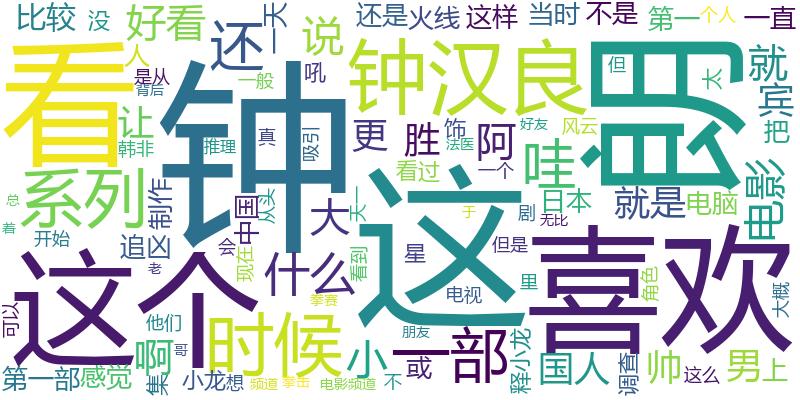 比较
没
好看
还
一天
说
还是
火线
这样
当时
不是
第一
个人
一直
看
人
是从
背后
钟
吼
钟汉良
阴
但
太
就
宾
把
让
韩非
推理
一般
真
吸引
更
胜
饰
阿
法医
好友
风云
哇
电影
系列
制作
中国
从头
大
天一
看过
一个
日本
就是
电脑
总
着
开始
追
区
会
现在
什么
看到
这
星
但是
于
剧
无比
里
喜欢
角色
大概
可以
这个
他们
老
哥
时候
拳赛
小
朋友
一部
电视
或
第一部
感觉
啊
集
小龙
想
频道
拳击
电影频道
不
释小龙
国人
调查
帅
这么
男
上